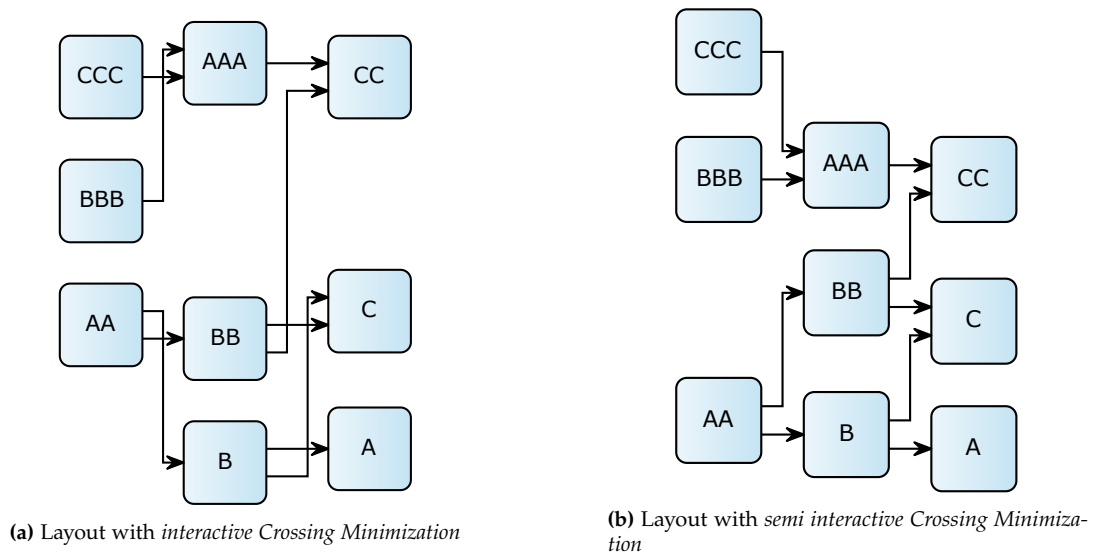 CCC
AAA
CC
BBB
AA
BB
C
B
A
(a) Layout with interactive Crossing Minimization
CCC
BBB
AAA
CC
BB
C
AA
B
A
(b) Layout with semi interactive Crossing Minimiza-
tion